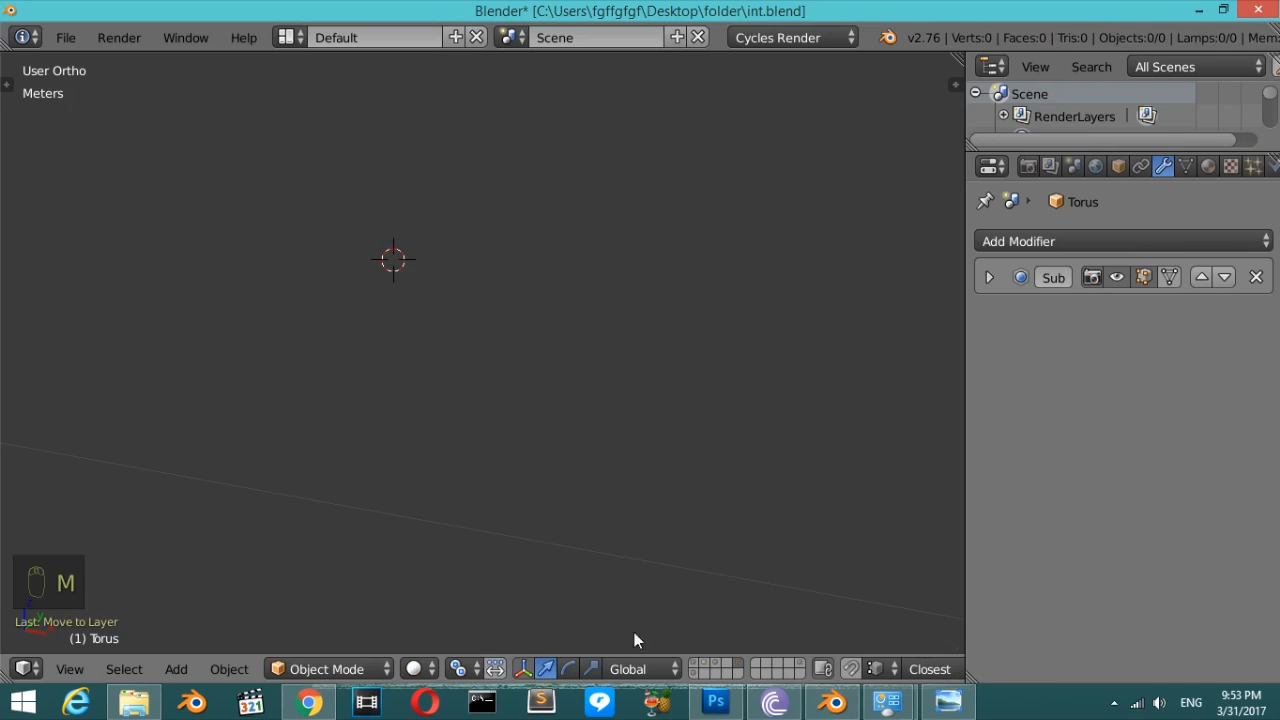 Blender* [C:\Users\fgffgfgf\Desktop\folder\int.blend]
File Render Window Help Default Scene Cycles Render v2.76 | Verts:0 | Faces:0 | Tris:0 | Objects:0/0 | Lamps:0/0 | Mem:
User Ortho
Meters
View Search All Scenes
Scene
RenderLayers
Torus
Add Modifier
Sub
M
Last: Move to Layer
(1) Torus
View Select Add Object Object Mode Global Closest
321
Ps
ENG
9:53 PM
3/31/2017